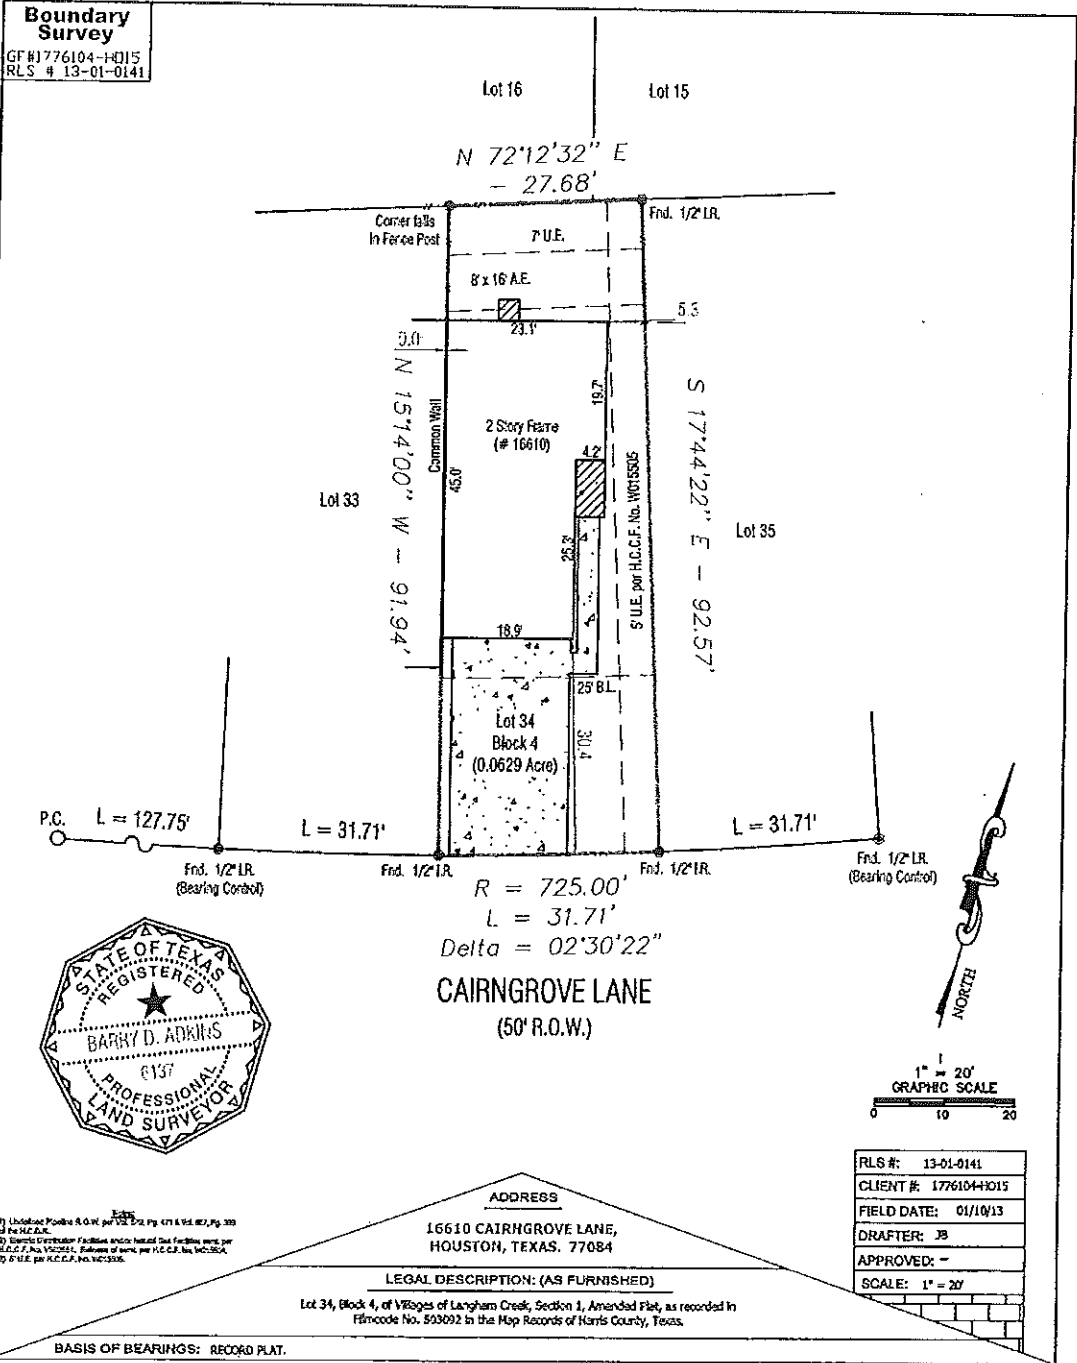 Boundary
Survey
GF#1776104-H015
RLS # 13-01-0141
Lot 16
Lot 15
N 72°12'32" E
- 27.68'
Corner falls
In Fence Post
Fnd. 1/2" I.R.
7' U.E.
8' x 16' A.E.
23.1'
5.3
0.0
N 15°14'00" W - 91.94'
Common Wall
45.0'
2 Story Frame
(# 16610)
19.7'
4.2'
25.3'
5' U.E. per H.C.C.F. No. W015505
S 17°44'22" E - 92.57'
Lot 33
Lot 35
18.9'
25' B.L.
Lot 34
Block 4
(0.0629 Acre)
30.4
P.C.
L = 127.75'
L = 31.71'
L = 31.71'
Fnd. 1/2" I.R.
(Bearing Control)
Fnd. 1/2" I.R.
Fnd. 1/2" I.R.
Fnd. 1/2" I.R.
(Bearing Control)
R = 725.00'
L = 31.71'
Delta = 02°30'22"
CAIRNGROVE LANE
(50' R.O.W.)
NORTH
1" = 20'
GRAPHIC SCALE
0 10 20
STATE OF TEXAS
REGISTERED
BARRY D. ADKINS
6137
PROFESSIONAL
LAND SURVEYOR
RLS #: 13-01-0141
CLIENT #: 1776104-H015
FIELD DATE: 01/10/13
DRAFTER: JB
APPROVED: -
SCALE: 1" = 20'
ADDRESS
16610 CAIRNGROVE LANE,
HOUSTON, TEXAS. 77084
LEGAL DESCRIPTION: (AS FURNISHED)
Lot 34, Block 4, of Villages of Langham Creek, Section 1, Amended Plat, as recorded in
Filmcode No. 593092 in the Map Records of Harris County, Texas.
BASIS OF BEARINGS: RECORD PLAT.